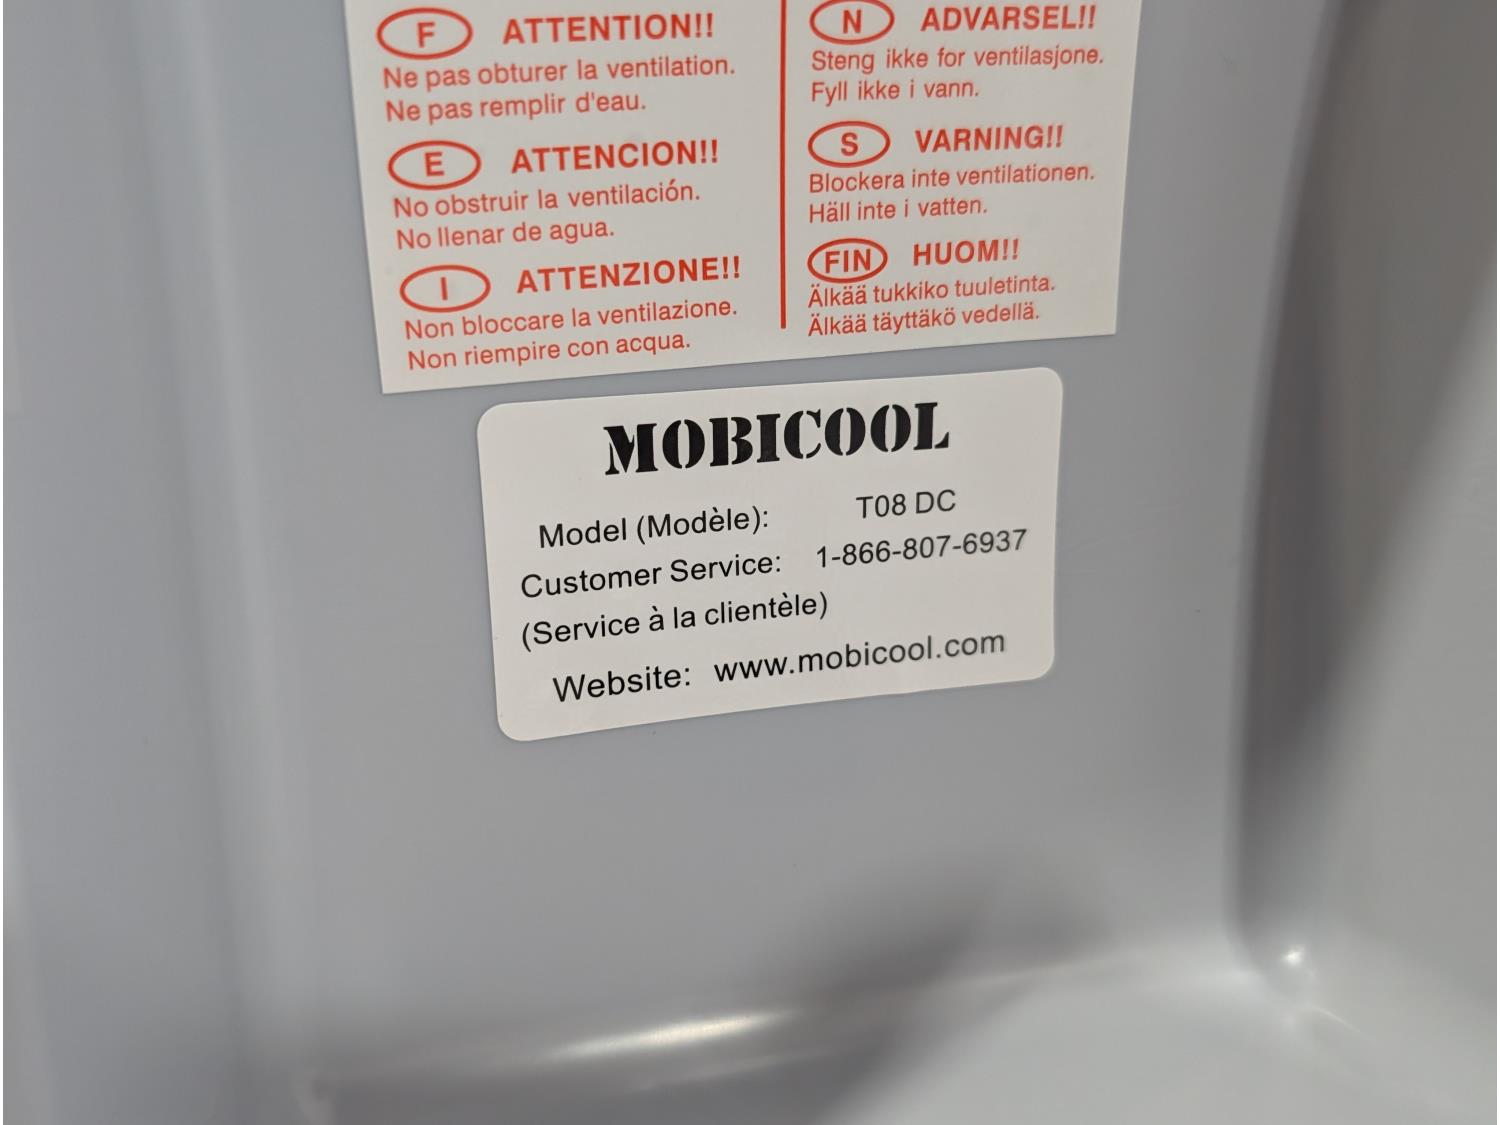 F ATTENTION!!
Ne pas obturer la ventilation.
Ne pas remplir d'eau.
E ATTENCION!!
No obstruir la ventilación.
No llenar de agua.
I ATTENZIONE!!
Non bloccare la ventilazione.
Non riempire con acqua.
N ADVARSEL!!
Steng ikke for ventilasjone.
Fyll ikke i vann.
S VARNING!!
Blockera inte ventilationen.
Häll inte i vatten.
FIN HUOM!!
Älkää tukkiko tuuletinta.
Älkää täyttäkö vedellä.
MOBICOOL
Model (Modèle): T08 DC
Customer Service: 1-866-807-6937
(Service à la clientèle)
Website: www.mobicool.com